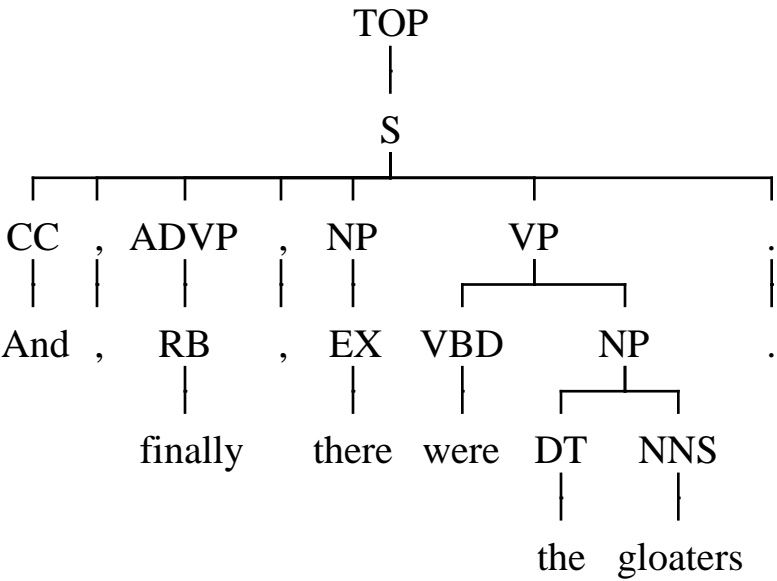 TOP
S
CC , ADVP , NP VP .
And , RB , EX VBD NP .
finally there were DT NNS
the gloaters